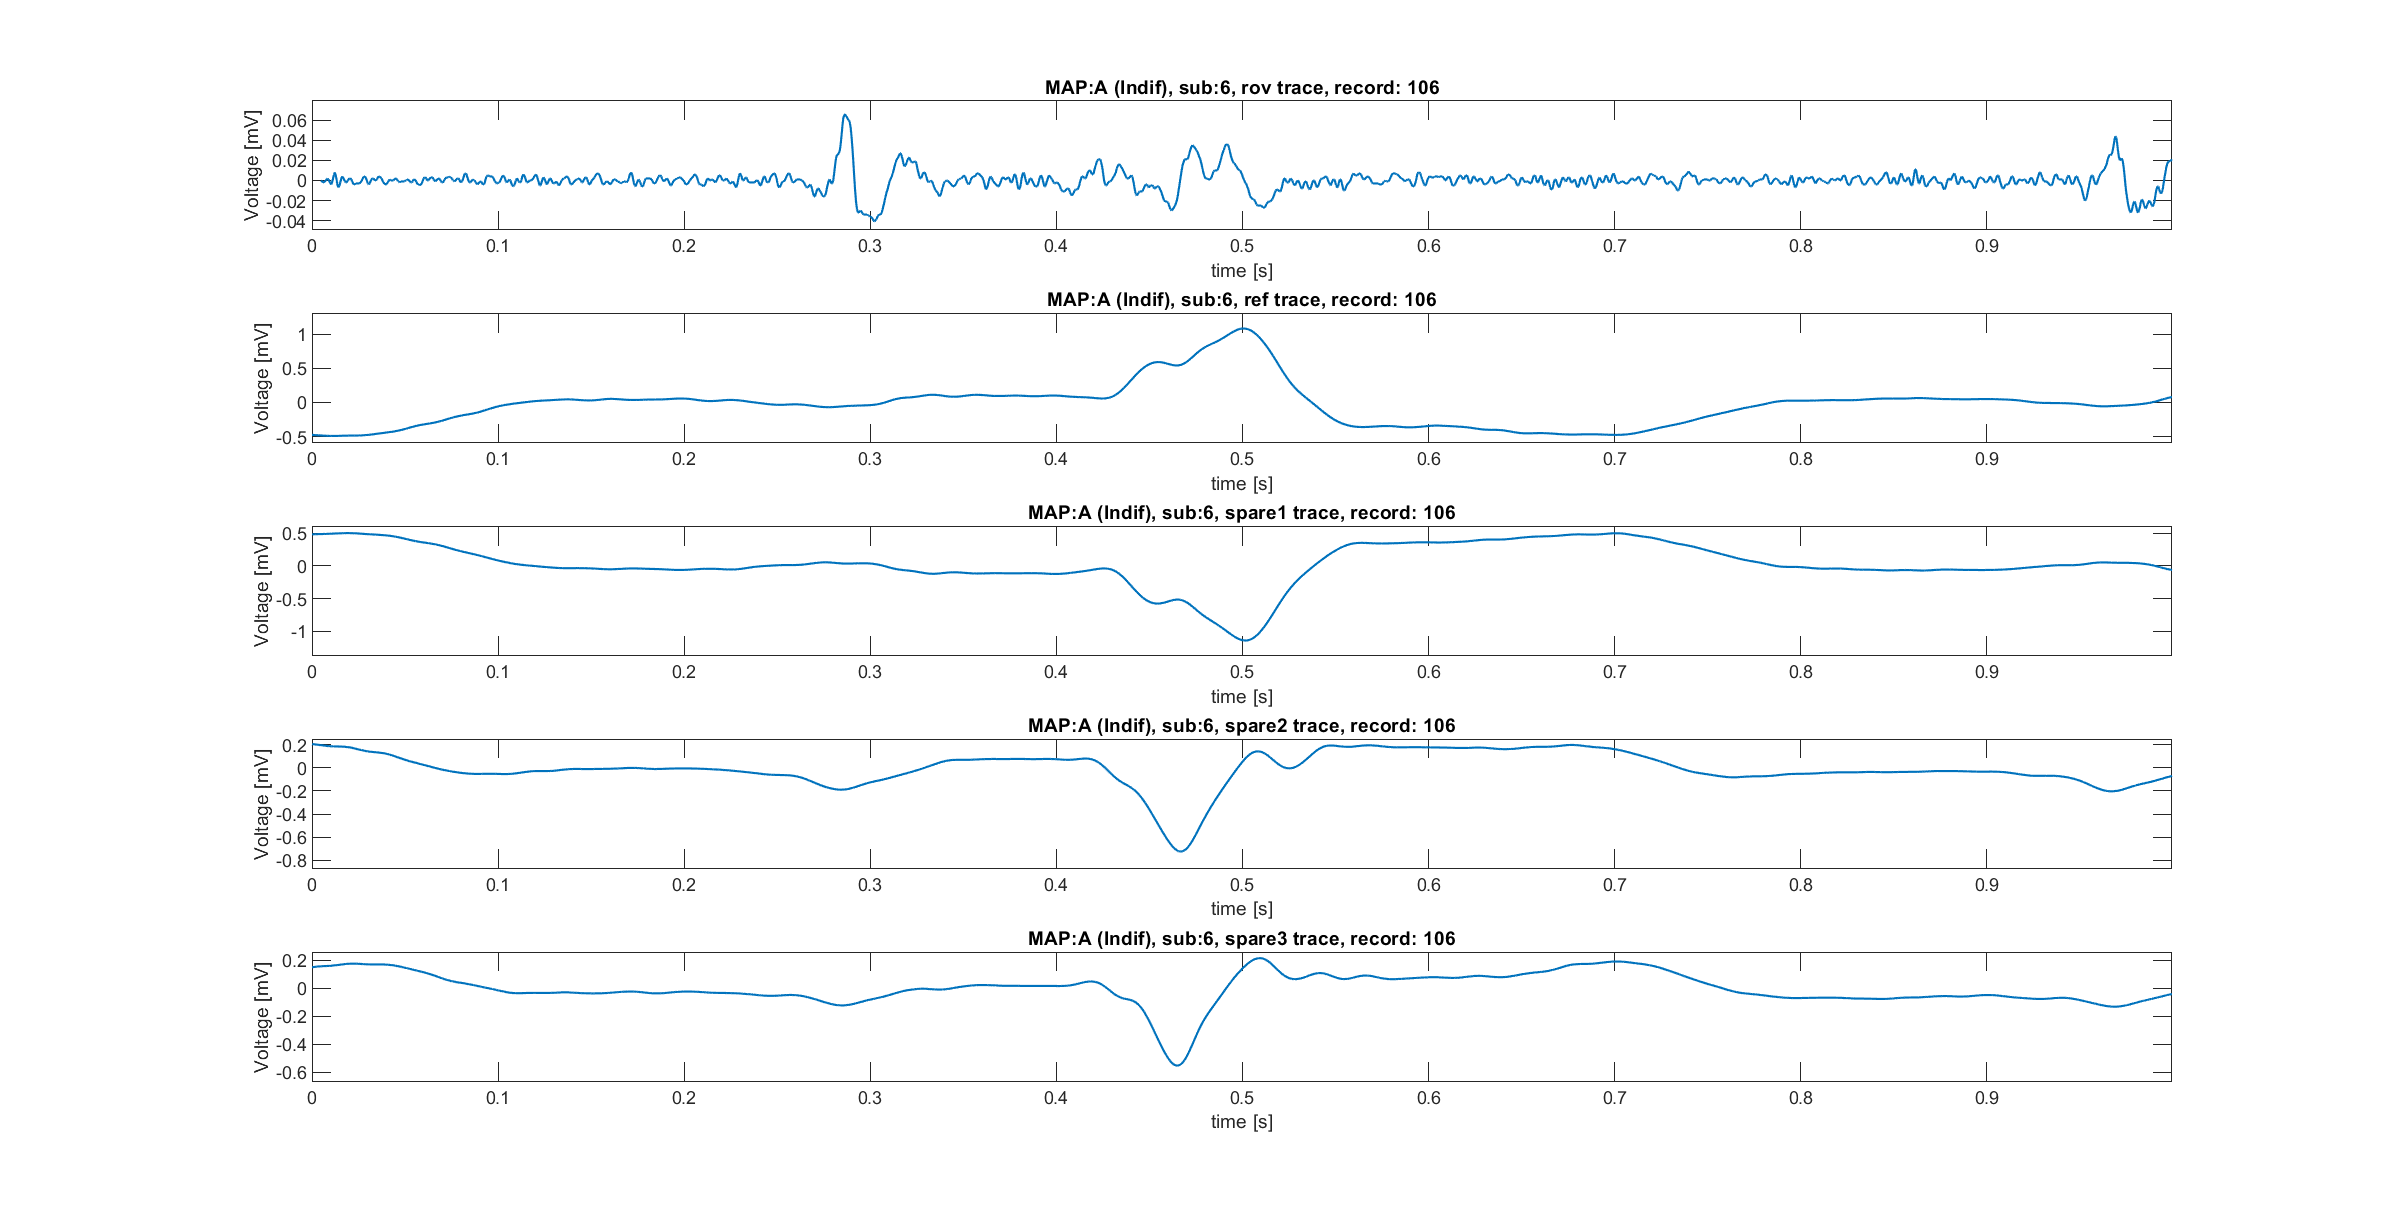 MAP:A (Indif), sub:6, rov trace, record: 106
Voltage [mV]
0.06
0.04
0.02
0
-0.02
-0.04
0 0.1 0.2 0.3 0.4 0.5 0.6 0.7 0.8 0.9
time [s]
MAP:A (Indif), sub:6, ref trace, record: 106
Voltage [mV]
1
0.5
0
-0.5
0 0.1 0.2 0.3 0.4 0.5 0.6 0.7 0.8 0.9
time [s]
MAP:A (Indif), sub:6, spare1 trace, record: 106
Voltage [mV]
0.5
0
-0.5
-1
0 0.1 0.2 0.3 0.4 0.5 0.6 0.7 0.8 0.9
time [s]
MAP:A (Indif), sub:6, spare2 trace, record: 106
Voltage [mV]
0.2
0
-0.2
-0.4
-0.6
-0.8
0 0.1 0.2 0.3 0.4 0.5 0.6 0.7 0.8 0.9
time [s]
MAP:A (Indif), sub:6, spare3 trace, record: 106
Voltage [mV]
0.2
0
-0.2
-0.4
-0.6
0 0.1 0.2 0.3 0.4 0.5 0.6 0.7 0.8 0.9
time [s]